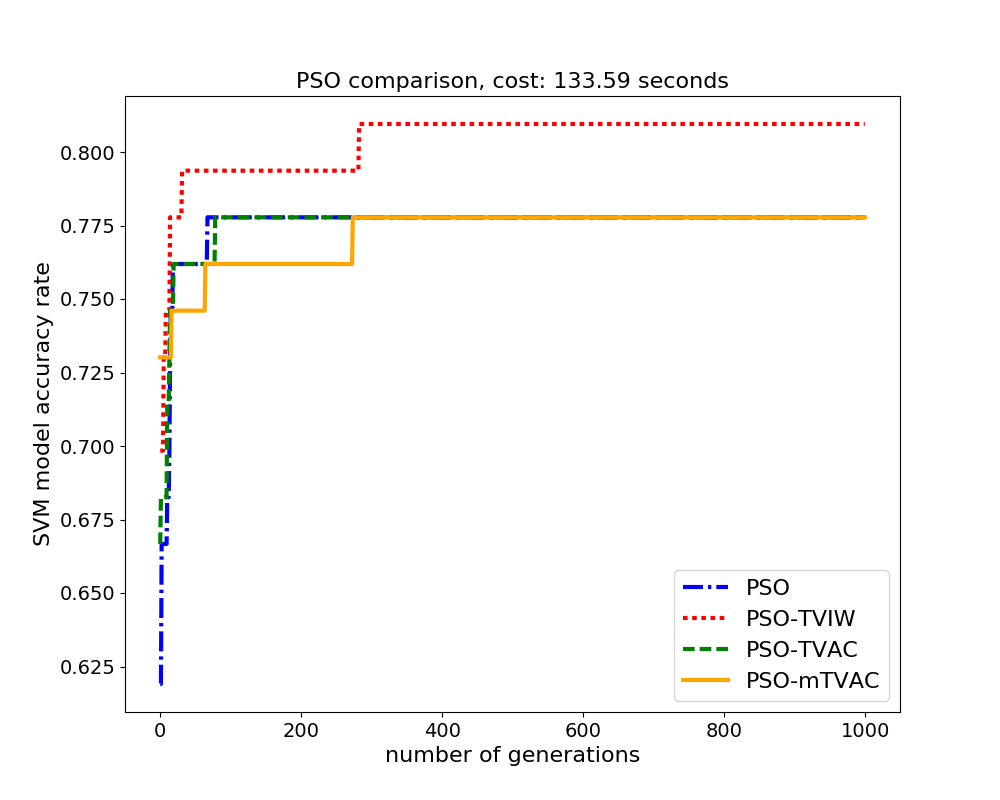 PSO comparison, cost: 133.59 seconds
SVM model accuracy rate
0.800
0.775
0.750
0.725
0.700
0.675
0.650
0.625
PSO
PSO-TVIW
PSO-TVAC
PSO-mTVAC
0 200 400 600 800 1000
number of generations